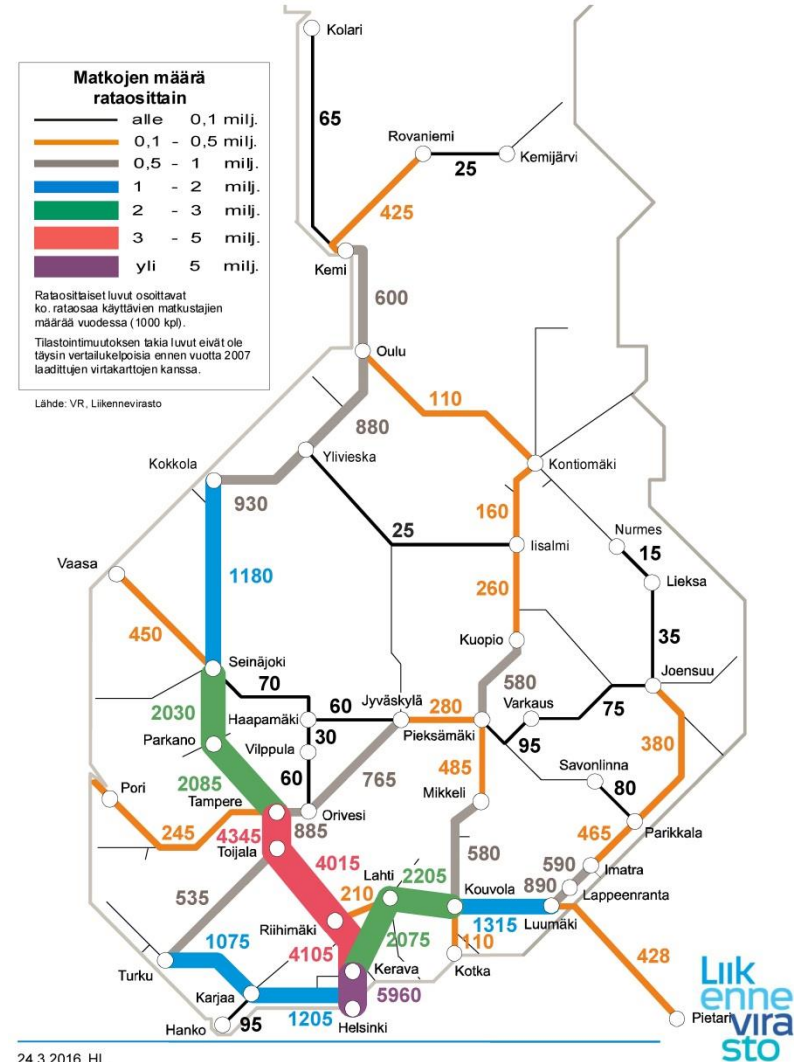 Kolari
Matkojen määrä
rataosittain
alle 0,1 milj.
0,1 - 0,5 milj.
0,5 - 1 milj.
1 - 2 milj.
2 - 3 milj.
3 - 5 milj.
yli 5 milj.
Rataosittaiset luvut osoittavat
ko. rataosaa käyttävien matkustajien
määrää vuodessa (1000 kpl).
Tilastointimuutoksen takia luvut eivät ole
täysin vertailukelpoisia ennen vuotta 2007
laadittujen virtakarttojen kanssa.
Lähde: VR, Liikennevirasto
65
Rovaniemi
25
Kemijärvi
425
Kemi
600
Oulu
110
880
Ylivieska
Kokkola
Kontiomäki
930
160
25
Iisalmi
Nurmes
15
Vaasa
1180
260
Lieksa
450
Kuopio
35
Seinäjoki
580
Joensuu
70
60
Jyväskylä
280
Varkaus
75
2030
Haapamäki
Pieksämäki
95
380
Parkano
30
Vilppula
765
485
Savonlinna
2085
60
Mikkeli
80
Pori
Tampere
Orivesi
Parikkala
245
885
4345
465
Toijala
580
4015
Lahti
2205
590
Imatra
535
210
Kouvola
890
Lappeenranta
Riihimäki
1315
Luumäki
1075
4105
2075
110
Turku
Kerava
Kotka
428
Karjaa
5960
Hanko
95
1205
Helsinki
Pietari
Liik
enne
vira
sto
24.3.2016 HL